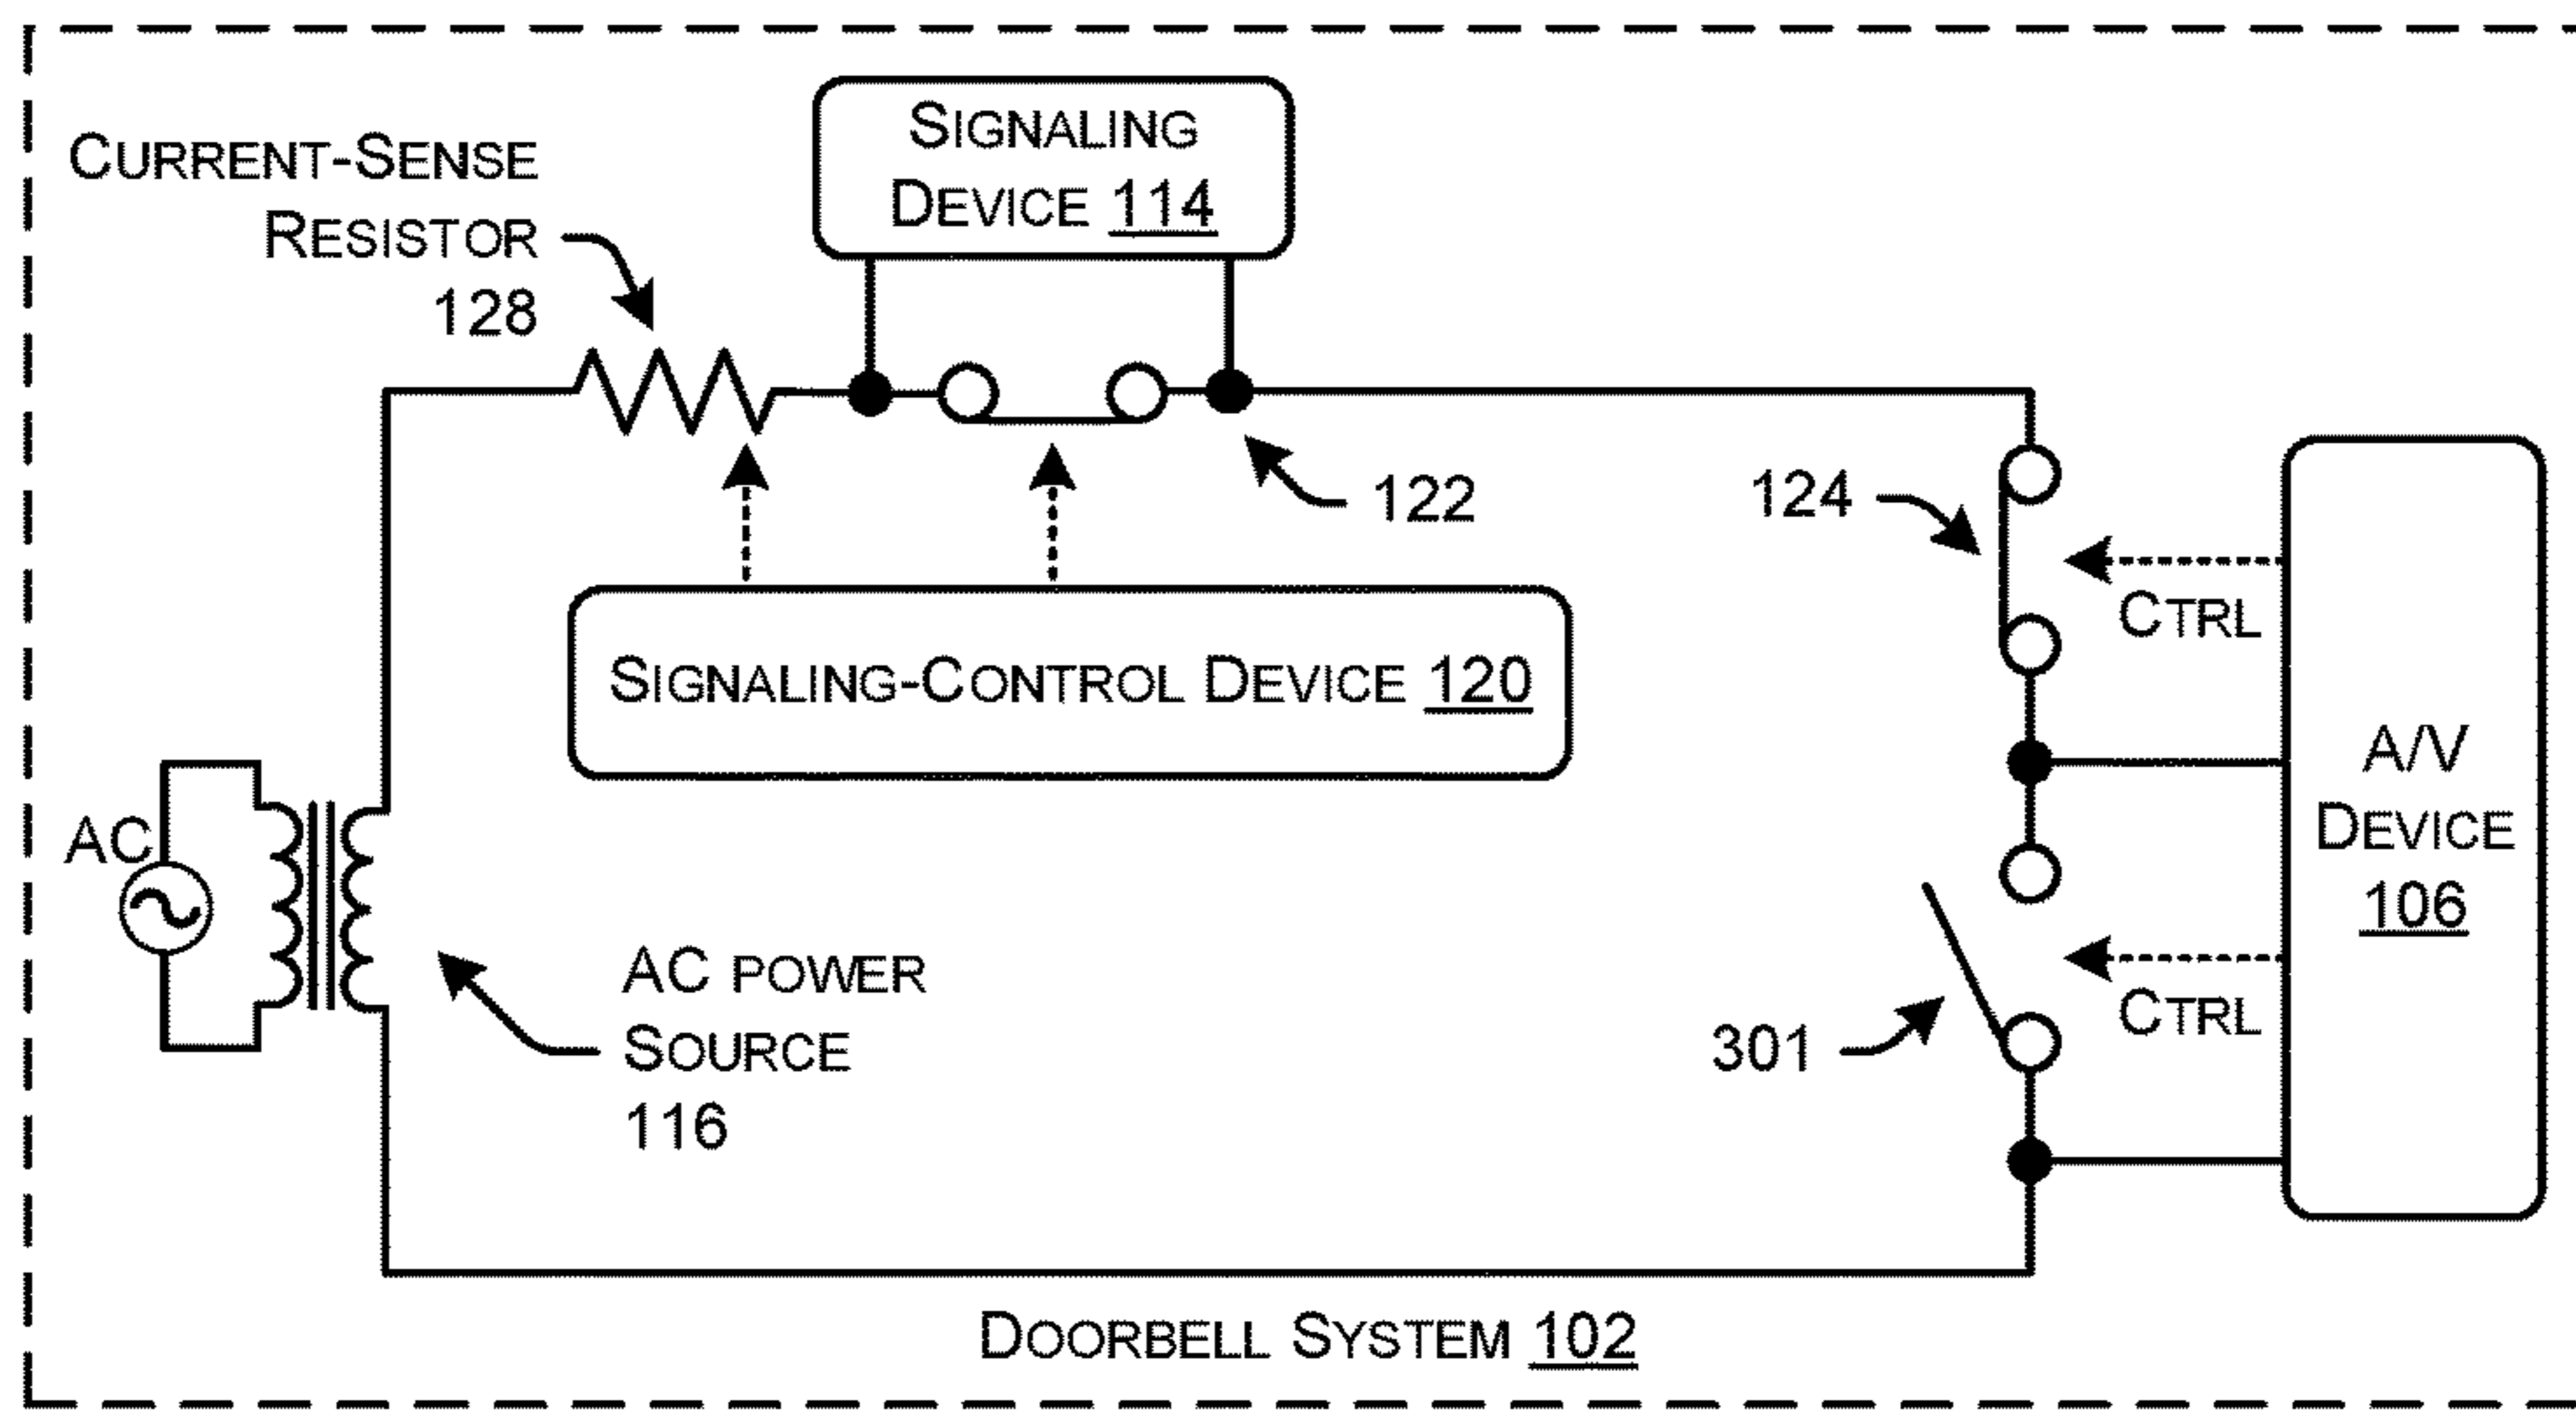 CURRENT-SENSE
RESISTOR
128
SIGNALING
DEVICE 114
122
124
CTRL
SIGNALING-CONTROL DEVICE 120
A/V
DEVICE
106
AC
AC POWER
SOURCE
116
301
CTRL
DOORBELL SYSTEM 102